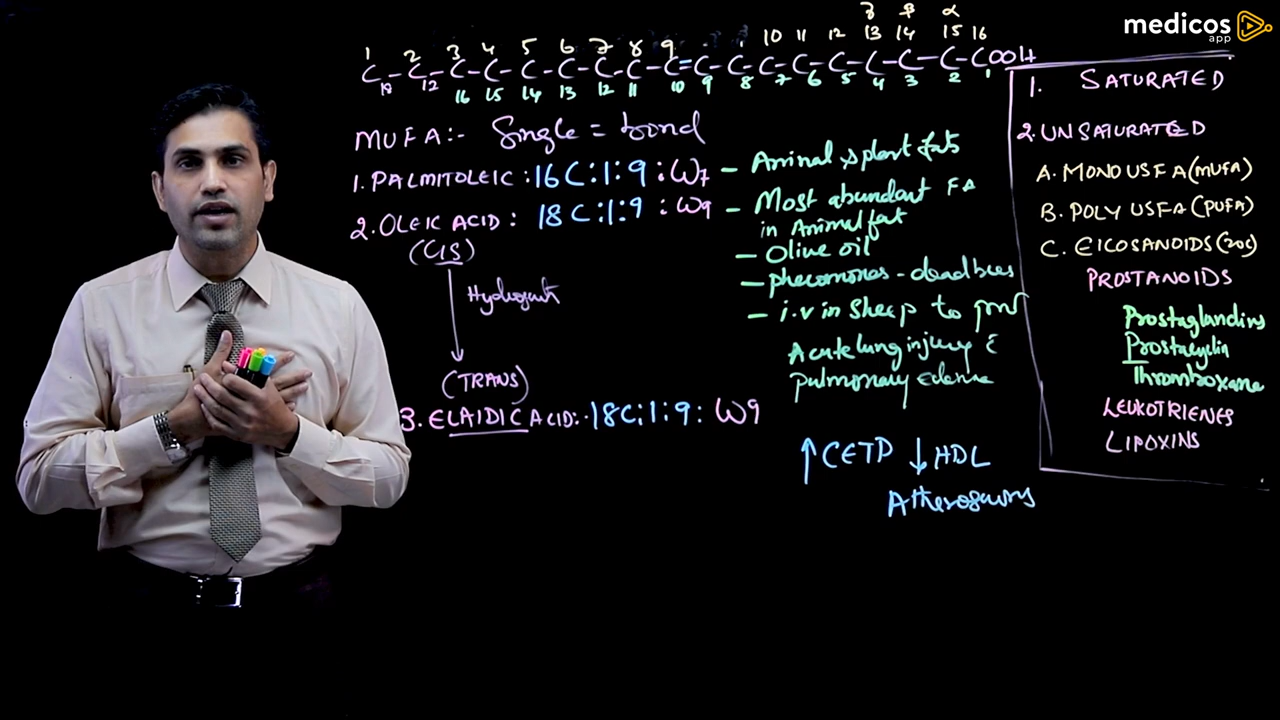 medicos
app
γ β α
1 2 3 4 5 6 7 8 9 10 11 12 13 14 15 16
C-C-C-C-C-C-C-C-C=C-C-C-C-C-C-C-COOH
16 15 14 13 12 11 10 9 8 7 6 5 4 3 2 1
MUFA:- Single = bond
1. PALMITOLEIC : 16C:1:9 : ω7
2. OLEIC ACID : 18C:1:9 : ω9
(CIS)
(TRANS)
3. ELAIDIC ACID: 18C:1:9: ω9
- Animal & plant fats
- Most abundant FA
in Animal fat
- Olive oil
- pheromones - dead bees
- i.v in sheep to
Acute lung injury &
pulmonary Edema
↑ CETP ↓ HDL
1. SATURATED
2. UNSATURATED
A. MONO USFA (MUFA)
B. POLY USFA (PUFA)
C. EICOSANOIDS (20C)
PROSTANOIDS
Prostaglandins
Prostacyclin
Thromboxane
LEUKOTRIENES
LIPOXINS